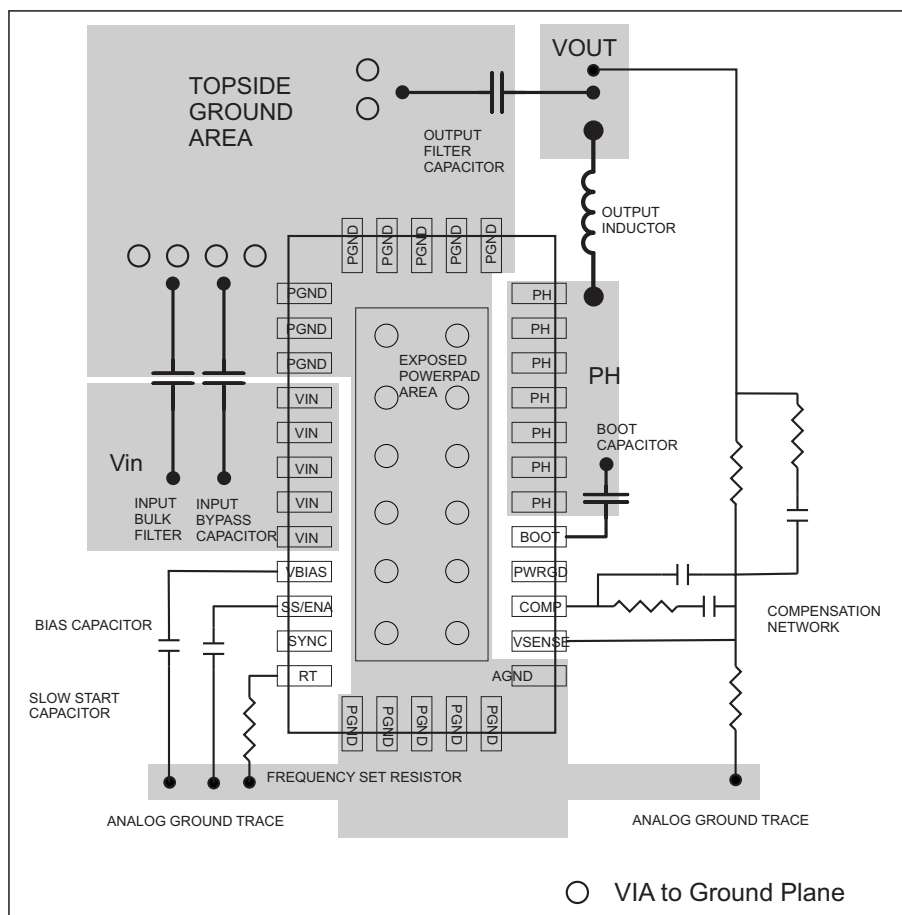 VOUT
TOPSIDE
GROUND
AREA
OUTPUT
FILTER
CAPACITOR
OUTPUT
INDUCTOR
PGND
PGND
PGND
PGND
PGND
PGND
PGND
PGND
VIN
VIN
VIN
VIN
VIN
VBIAS
SS/ENA
SYNC
RT
PH
PH
PH
PH
PH
PH
PH
BOOT
PWRGD
COMP
VSENSE
AGND
PGND
PGND
PGND
PGND
PGND
EXPOSED
POWERPAD
AREA
PH
BOOT
CAPACITOR
Vin
INPUT
BULK
FILTER
INPUT
BYPASS
CAPACITOR
BIAS CAPACITOR
SLOW START
CAPACITOR
COMPENSATION
NETWORK
FREQUENCY SET RESISTOR
ANALOG GROUND TRACE
ANALOG GROUND TRACE
VIA to Ground Plane